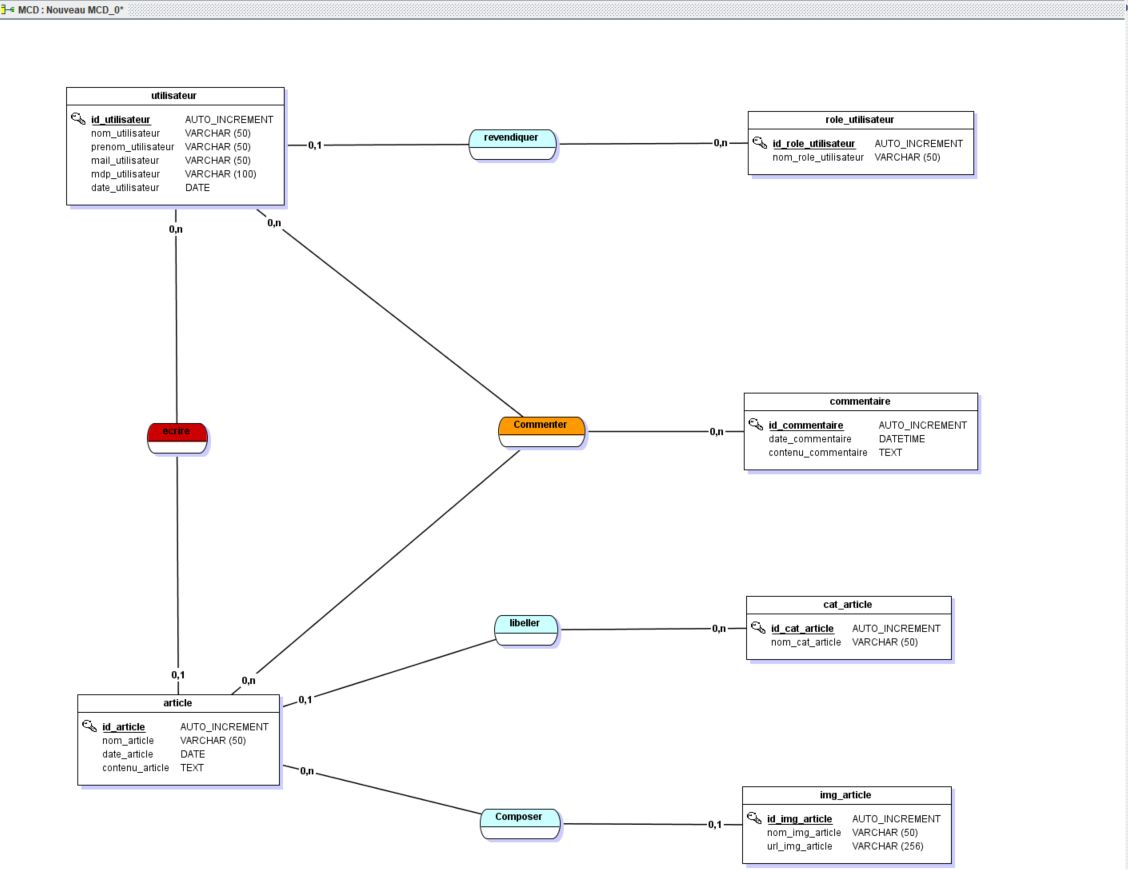 MCD : Nouveau MCD_0*
utilisateur
id_utilisateur AUTO_INCREMENT
nom_utilisateur VARCHAR (50)
prenom_utilisateur VARCHAR (50)
mail_utilisateur VARCHAR (50)
mdp_utilisateur VARCHAR (100)
date_utilisateur DATE
0,1
revendiquer
0,n
role_utilisateur
id_role_utilisateur AUTO_INCREMENT
nom_role_utilisateur VARCHAR (50)
0,n
0,n
ecrire
Commenter
0,n
commentaire
id_commentaire AUTO_INCREMENT
date_commentaire DATETIME
contenu_commentaire TEXT
0,1
0,n
article
id_article AUTO_INCREMENT
nom_article VARCHAR (50)
date_article DATE
contenu_article TEXT
0,1
libeller
0,n
cat_article
id_cat_article AUTO_INCREMENT
nom_cat_article VARCHAR (50)
0,n
Composer
0,1
img_article
id_img_article AUTO_INCREMENT
nom_img_article VARCHAR (50)
url_img_article VARCHAR (256)